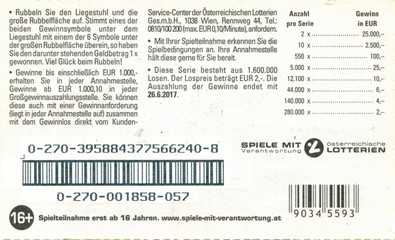 • Rubbeln Sie den Liegestuhl und die
große Rubbelfläche auf. Stimmt eines der
beiden Gewinnsymbole unter dem
Liegestuhl mit einem der 6 Symbole unter
der großen Rubbelfläche überein, so haben
Sie den darunter stehenden Geldbetrag 1 x
gewonnen. Viel Glück beim Rubbeln!
• Gewinne bis einschließlich EUR 1.000,-
erhalten Sie in jeder Annahmestelle,
Gewinne ab EUR 1.000,10 in jeder
Großgewinnauszahlungsstelle. Sie können
diese auch mit einer Gewinnanforderung
(liegt in jeder Annahmestelle auf) zusammen
mit dem Gewinnlos direkt vom Kunden-
Service-Center der Österreichischen Lotterien
Ges.m.b.H., 1038 Wien, Rennweg 44, Tel.:
0810/100 200 (max. EUR 0,10/Minute), anfordern.
• Mit Ihrer Spielteilnahme erkennen Sie die
Spielbedingungen an. Ihre Annahmestelle
hält diese gerne für Sie bereit.
• Diese Serie besteht aus 1.600.000
Losen. Der Lospreis beträgt EUR 2,-. Die
Auszahlung der Gewinne endet mit
26.6.2017.
Anzahl Gewinne
pro Serie in EUR
2 x 25.000,-
10 x 2.500,-
550 x 100,-
5.000 x 25,-
12.100 x 10,-
44.000 x 6,-
140.000 x 4,-
280.000 x 2,-
SPIELE MIT
Verantwortung
österreichische
LOTTERIEN
0-270-395884377566240-8
0-270-001858-057
16+ Spielteilnahme erst ab 16 Jahren. www.spiele-mit-verantwortung.at
9034 5593